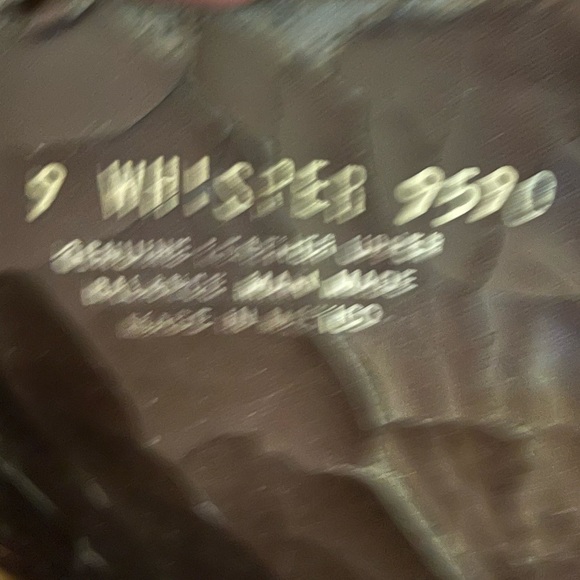 9 WHISPER 9590
GENUINE LEATHER UPPER
BALANCE MAN MADE
MADE IN MEXICO